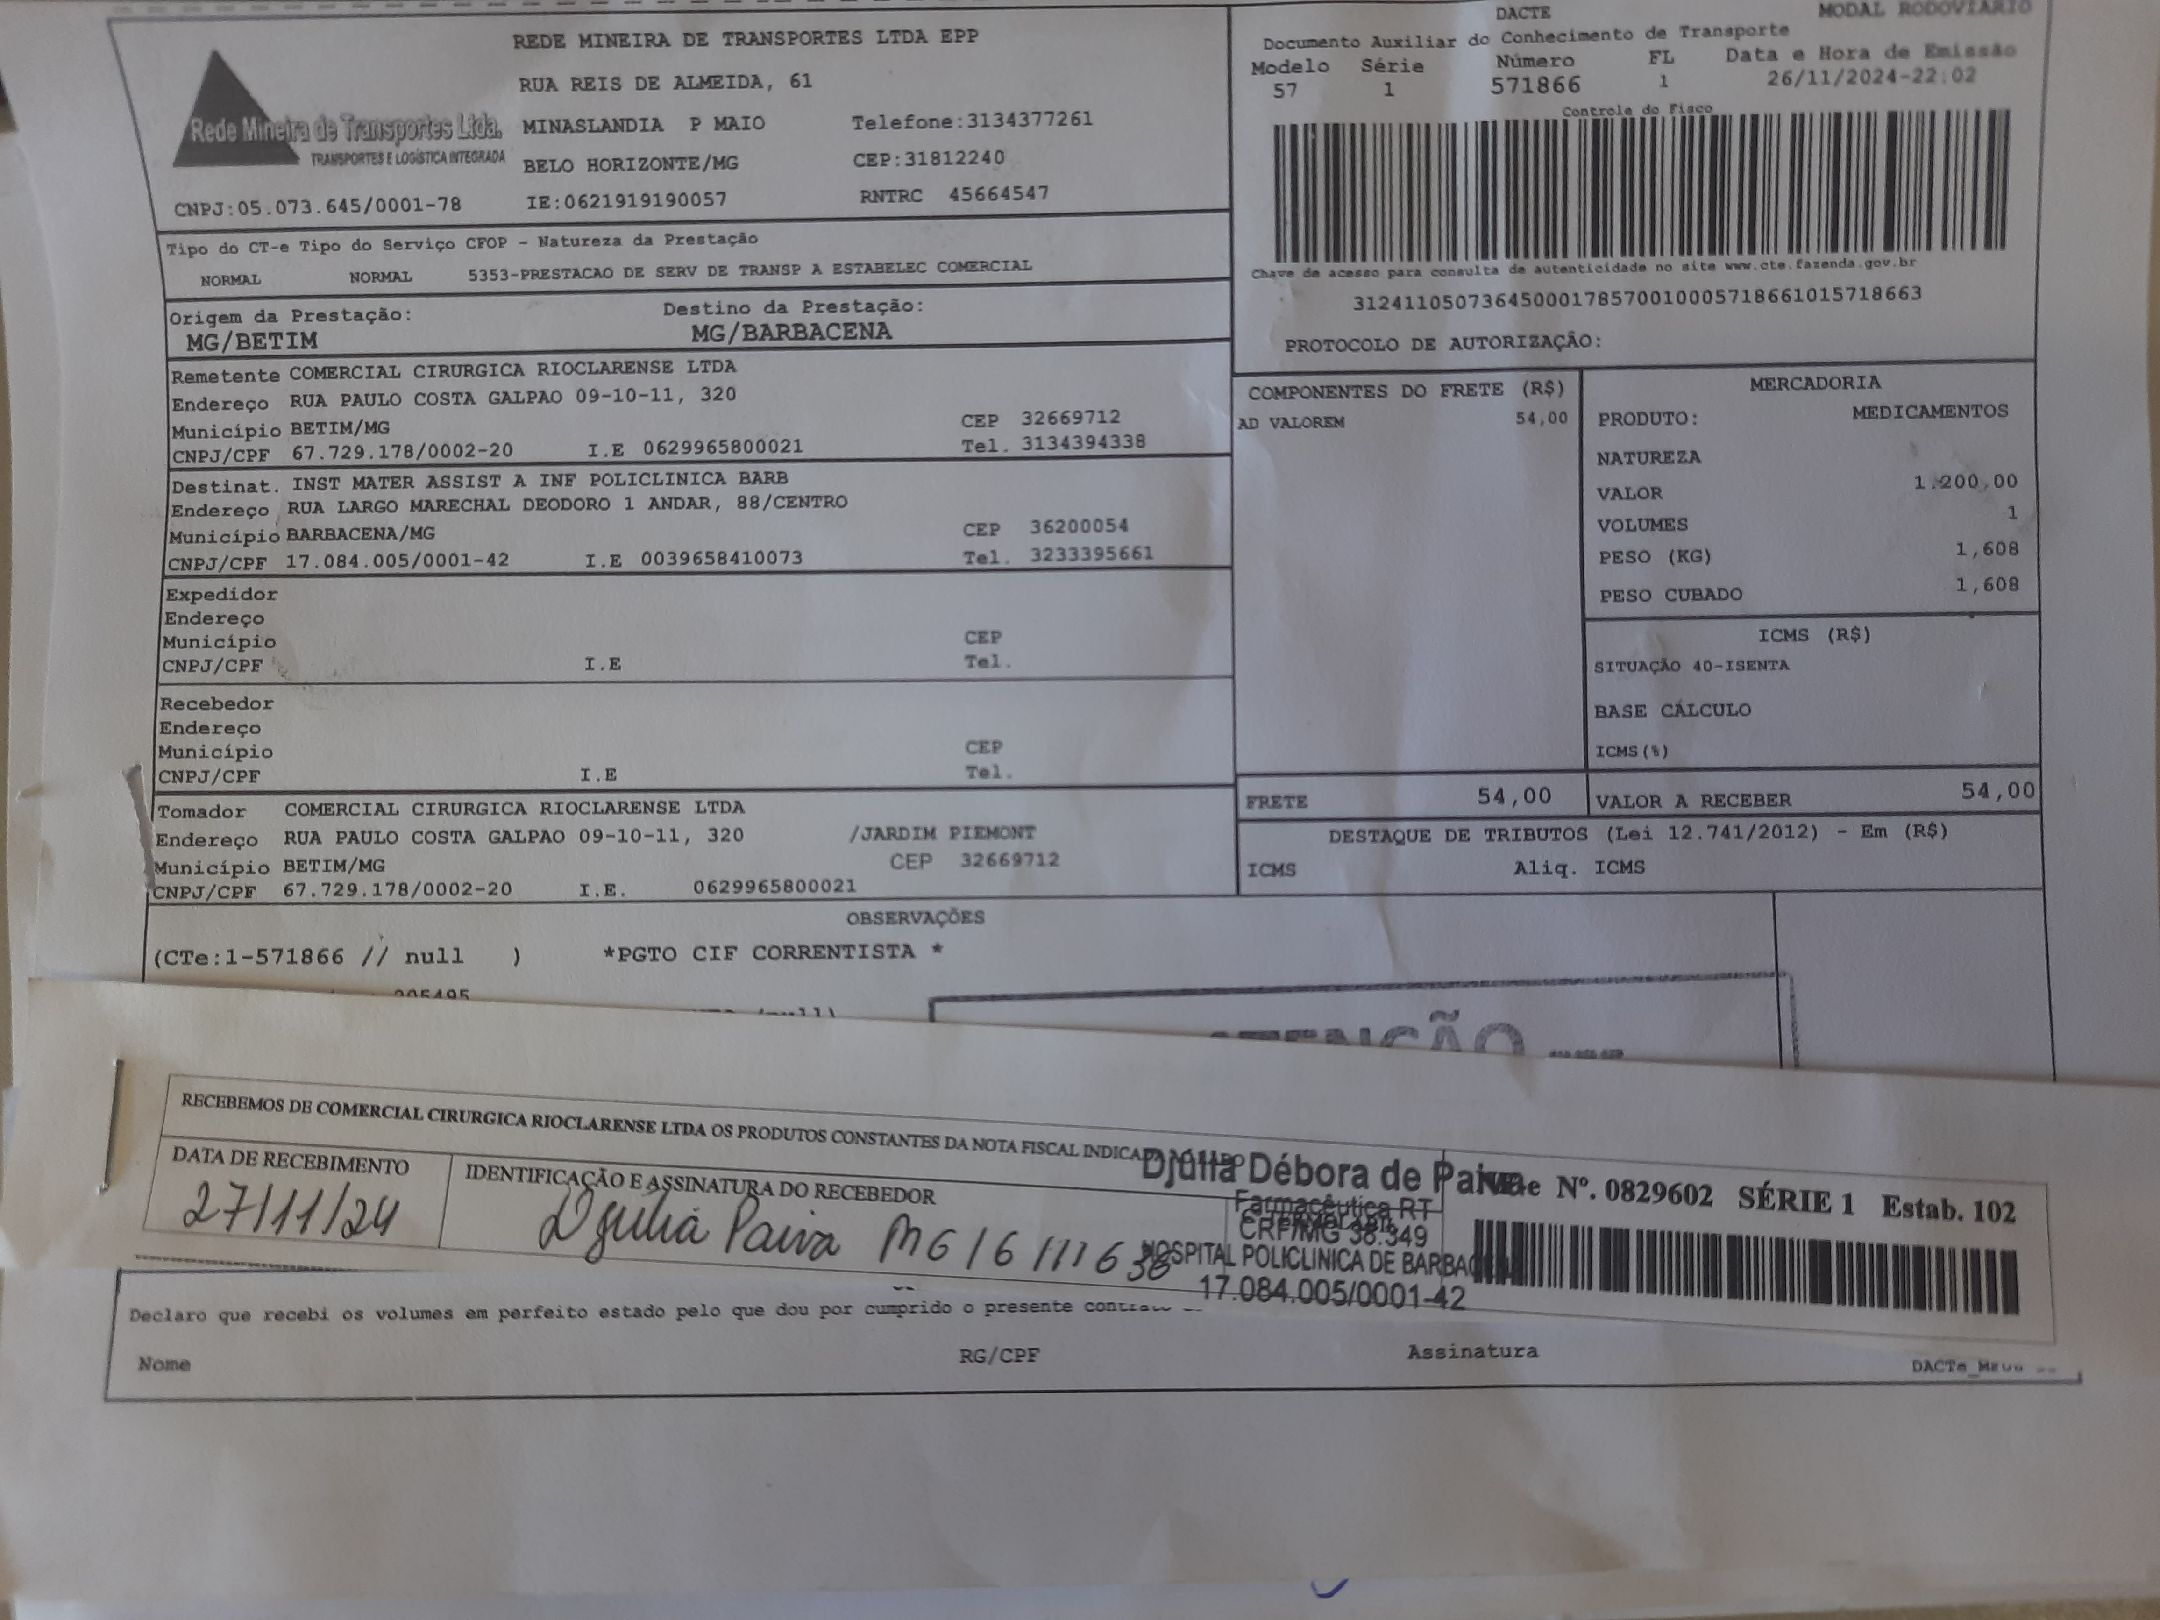 REDE MINEIRA DE TRANSPORTES LTDA EPP
RUA REIS DE ALMEIDA, 61
Rede Mineira de Transportes Ltda.
TRANSPORTES E LOGÍSTICA INTEGRADA
MINASLANDIA P MAIO Telefone:3134377261
BELO HORIZONTE/MG CEP:31812240
CNPJ:05.073.645/0001-78 IE:0621919190057 RNTRC 45664547
DACTE MODAL RODOVIARIO
Documento Auxiliar do Conhecimento de Transporte
Modelo Série Número FL Data e Hora de Emissão
57 1 571866 1 26/11/2024-22:02
Controle do Fisco
Chave de acesso para consulta de autenticidade no site www.cte.fazenda.gov.br
31241105073645000178570010005718661015718663
PROTOCOLO DE AUTORIZAÇÃO:
Tipo do CT-e Tipo do Serviço CFOP - Natureza da Prestação
NORMAL NORMAL 5353-PRESTACAO DE SERV DE TRANSP A ESTABELEC COMERCIAL
Origem da Prestação: Destino da Prestação:
MG/BETIM MG/BARBACENA
Remetente COMERCIAL CIRURGICA RIOCLARENSE LTDA
Endereço RUA PAULO COSTA GALPAO 09-10-11, 320
Município BETIM/MG CEP 32669712
CNPJ/CPF 67.729.178/0002-20 I.E 0629965800021 Tel. 3134394338
Destinat. INST MATER ASSIST A INF POLICLINICA BARB
Endereço RUA LARGO MARECHAL DEODORO 1 ANDAR, 88/CENTRO
Município BARBACENA/MG CEP 36200054
CNPJ/CPF 17.084.005/0001-42 I.E 0039658410073 Tel. 3233395661
Expedidor
Endereço
Município CEP
CNPJ/CPF I.E Tel.
Recebedor
Endereço
Município CEP
CNPJ/CPF I.E Tel.
Tomador COMERCIAL CIRURGICA RIOCLARENSE LTDA
Endereço RUA PAULO COSTA GALPAO 09-10-11, 320 /JARDIM PIEMONT
Município BETIM/MG CEP 32669712
CNPJ/CPF 67.729.178/0002-20 I.E. 0629965800021
COMPONENTES DO FRETE (R$)
AD VALOREM 54,00
MERCADORIA
PRODUTO: MEDICAMENTOS
NATUREZA
VALOR 1.200,00
VOLUMES 1
PESO (KG) 1,608
PESO CUBADO 1,608
ICMS (R$)
SITUAÇÃO 40-ISENTA
BASE CÁLCULO
ICMS(%)
FRETE 54,00 VALOR A RECEBER 54,00
DESTAQUE DE TRIBUTOS (Lei 12.741/2012) - Em (R$)
ICMS Aliq. ICMS
OBSERVAÇÕES
(CTe:1-571866 // null ) *PGTO CIF CORRENTISTA *
RECEBEMOS DE COMERCIAL CIRURGICA RIOCLARENSE LTDA OS PRODUTOS CONSTANTES DA NOTA FISCAL
DATA DE RECEBIMENTO IDENTIFICAÇÃO E ASSINATURA DO RECEBEDOR
27/11/24 Djulia Paiva MG
Débora de Paiva
Farmacêutica RT
CRF/MG 38.349
HOSPITAL POLICLINICA DE
17.084.005/0001-42
Nº. 0829602 SÉRIE 1 Estab. 102
Declaro que recebi os volumes em perfeito estado pelo que dou por cumprido o presente
Nome RG/CPF Assinatura